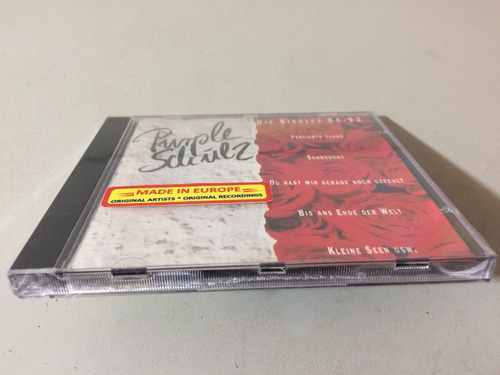 Purple
Schulz
Die Singles 84-92
Verliebte Jungs
Sehnsucht
Du hast mir gerade noch gefehlt
Bis ans Ende der Welt
Kleine Seen usw.
MADE IN EUROPE
ORIGINAL ARTISTS * ORIGINAL RECORDINGS